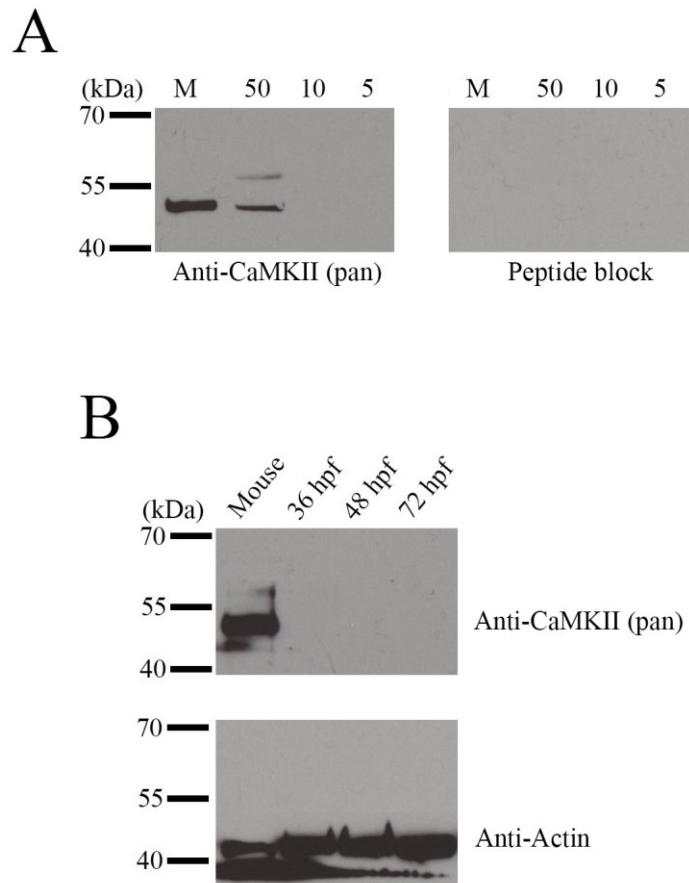 A
(kDa) M 50 10 5 M 50 10 5
70
55
40
Anti-CaMKII (pan) Peptide block
B
Mouse 36 hpf 48 hpf 72 hpf
(kDa)
70
55
40
Anti-CaMKII (pan)
70
55
40
Anti-Actin